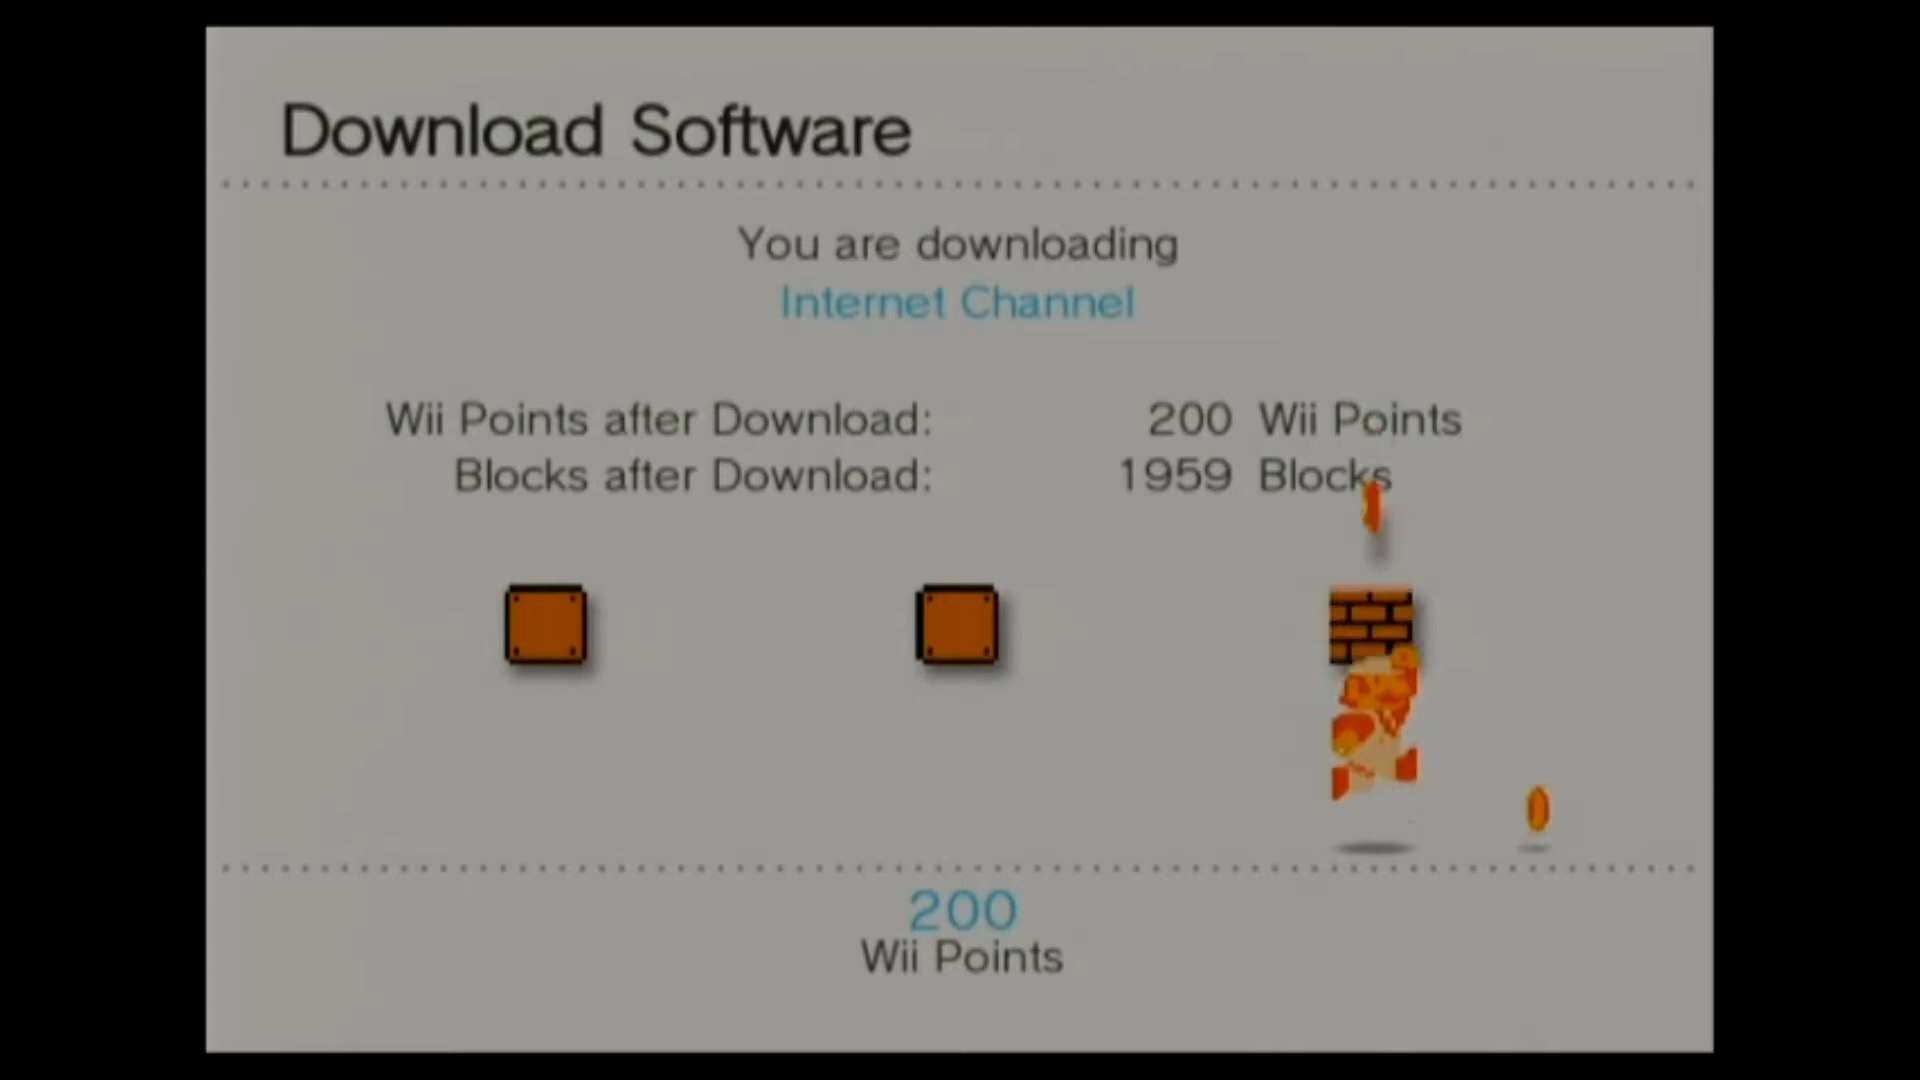 Download Software
You are downloading
Internet Channel
Wii Points after Download: 200 Wii Points
Blocks after Download: 1959 Blocks
200
Wii Points